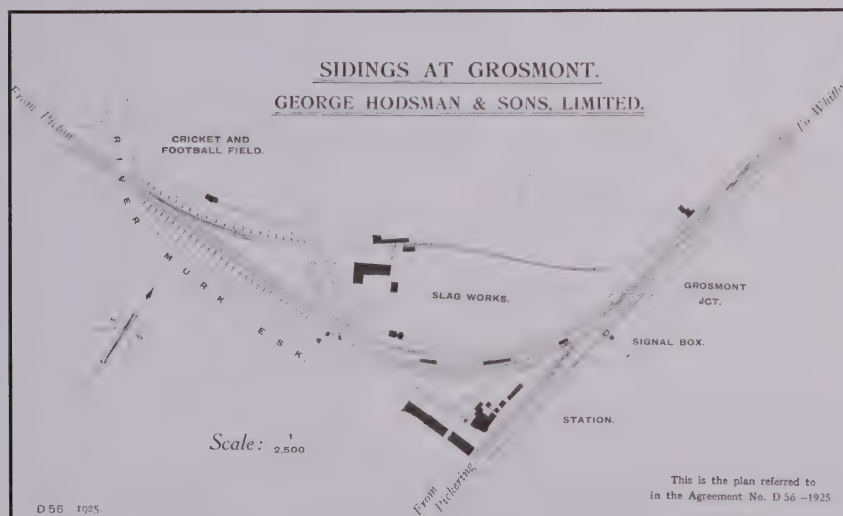 SIDINGS AT GROSMONT.
GEORGE HODSMAN & SONS, LIMITED.
From Picton
To Whitby
RIVER MURK ESK.
CRICKET AND
FOOTBALL FIELD.
SLAG WORKS.
GROSMONT
JCT.
SIGNAL BOX.
STATION.
Scale: 1/2,500
From
Pickering
This is the plan referred to
in the Agreement No. D 56 –1925
D 56 1925.